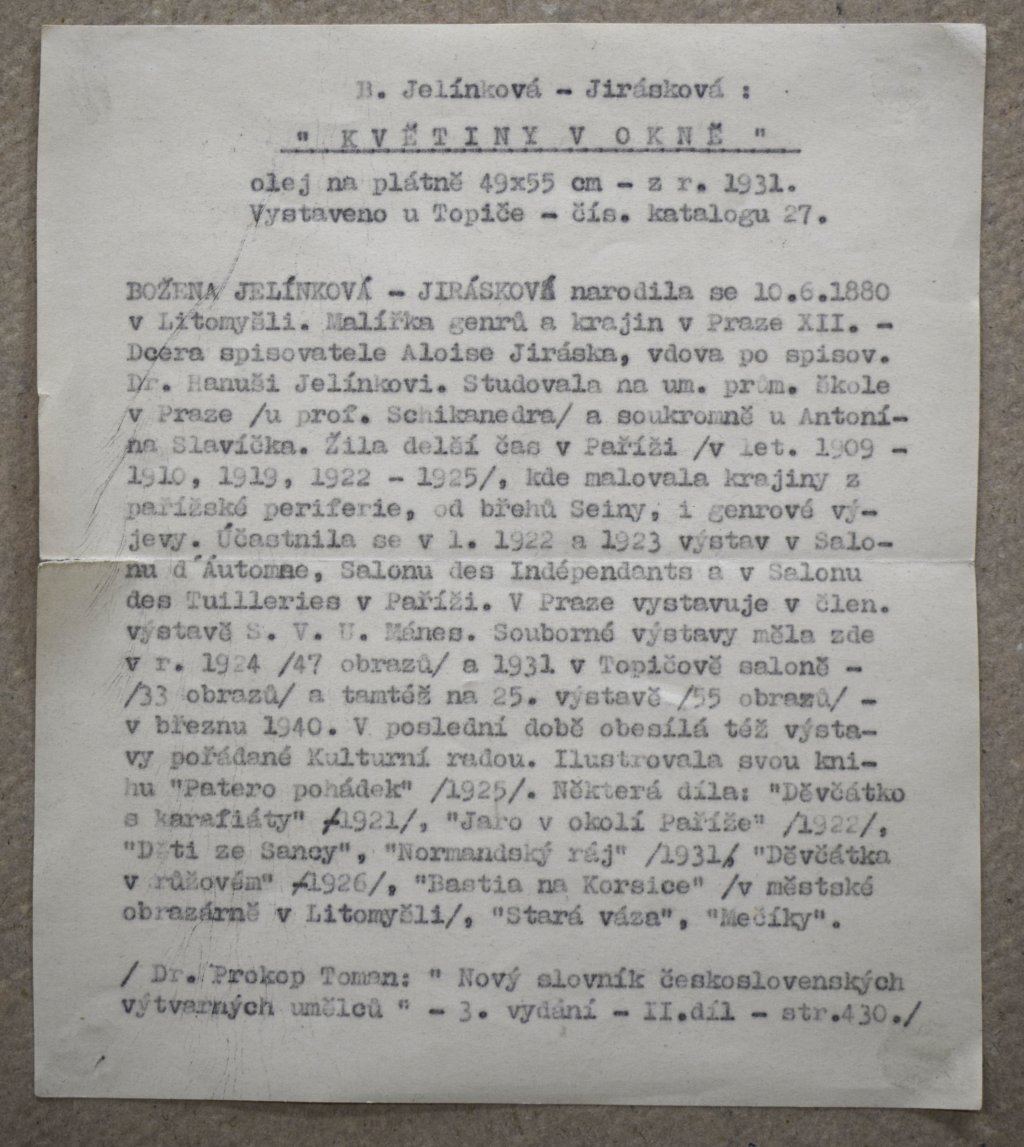 B. Jelínková - Jirásková :
" K V Ě T I N Y V O K N Ě "
olej na plátně 49x55 cm - z r. 1931.
Vystaveno u Topiče - čís. katalogu 27.
BOŽENA JELÍNKOVÁ - JIRÁSKOVÁ narodila se 10.6.1880
v Litomyšli. Malířka genrů a krajin v Praze XII. -
Dcera spisovatele Aloise Jiráska, vdova po spisov.
Dr. Hanuši Jelínkovi. Studovala na um. prům. škole
v Praze /u prof. Schikanedra/ a soukromně u Antoní-
na Slavíčka. Žila delší čas v Paříži /v let. 1909 -
1910, 1919, 1922 - 1925/, kde malovala krajiny z
pařížské periferie, od břehů Seiny, i genrové vý-
jevy. Účastnila se v l. 1922 a 1923 výstav v Salo-
nu d´Automne, Salonu des Indépendants a v Salonu
des Tuilleries v Paříži. V Praze vystavuje v člen.
výstavě S. V. U. Mánes. Souborné výstavy měla zde
v r. 1924 /47 obrazů/ a 1931 v Topičově saloně -
/33 obrazů/ a tamtéž na 25. výstavě /55 obrazů/ -
v březnu 1940. V poslední době obesílá též výsta-
vy pořádané Kulturní radou. Ilustrovala svou kni-
hu "Patero pohádek" /1925/. Některá díla: "Děvčátko
s karafiáty" /1921/, "Jaro v okolí Paříže" /1922/,
"Děti ze Sancy", "Normandský ráj" /1931/ "Děvčátka
v růžovém" /1926/, "Bastia na Korsice" /v městské
obrazárně v Litomyšli/, "Stará váza", "Mečíky".
/ Dr. Prokop Toman: " Nový slovník československých
výtvarných umělců " - 3. vydání - II.díl - str.430./